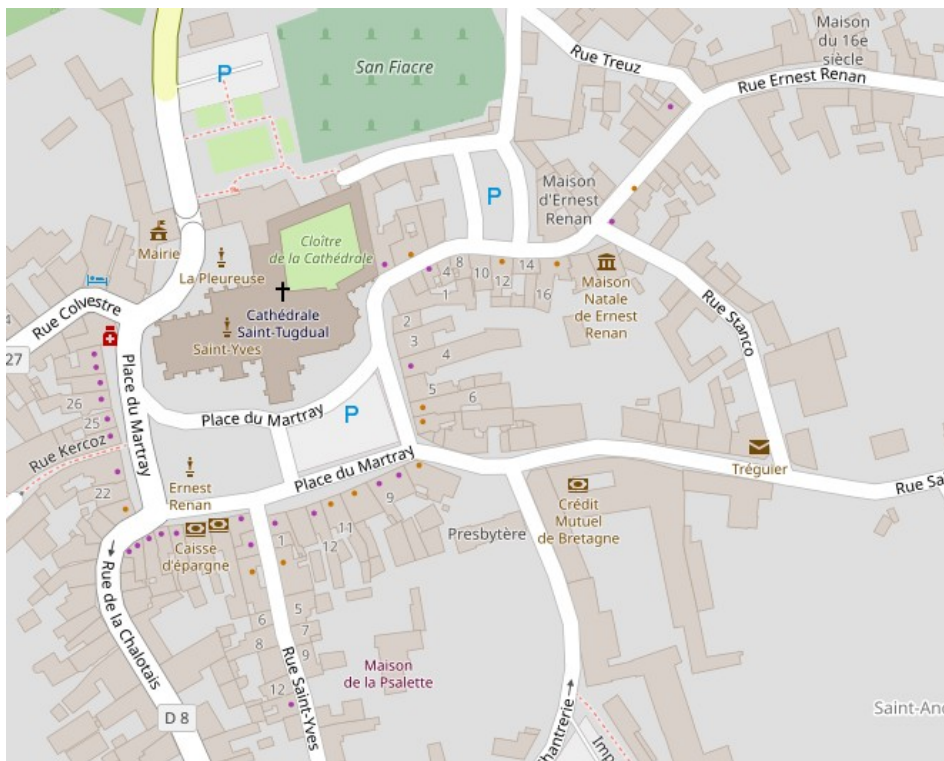 Maison
du 16e
siècle
P
San Fiacre
Rue Treuz
Rue Ernest Renan
Maison
d'Ernest
Renan
P
Mairie
La Pleureuse
Cloître
de la Cathédrale
8
4
10
12
14
16
1
Maison
Natale
de Ernest
Renan
Rue Colvestre
Cathédrale
Saint-Tugdual
Saint-Yves
2
3
4
5
6
Rue Stanco
27
Place du Martray
26
25
Rue Kercoz
22
Place du Martray
P
Place du Martray
Ernest
Renan
Tréguier
Rue Sa
9
11
12
1
Caisse
d'épargne
Presbytère
Crédit
Mutuel
de Bretagne
Rue de la Chalotais
6
8
12
5
7
9
Rue Saint-Yves
Maison
de la Psalette
D 8
Saint-And
hantrerie
Imp